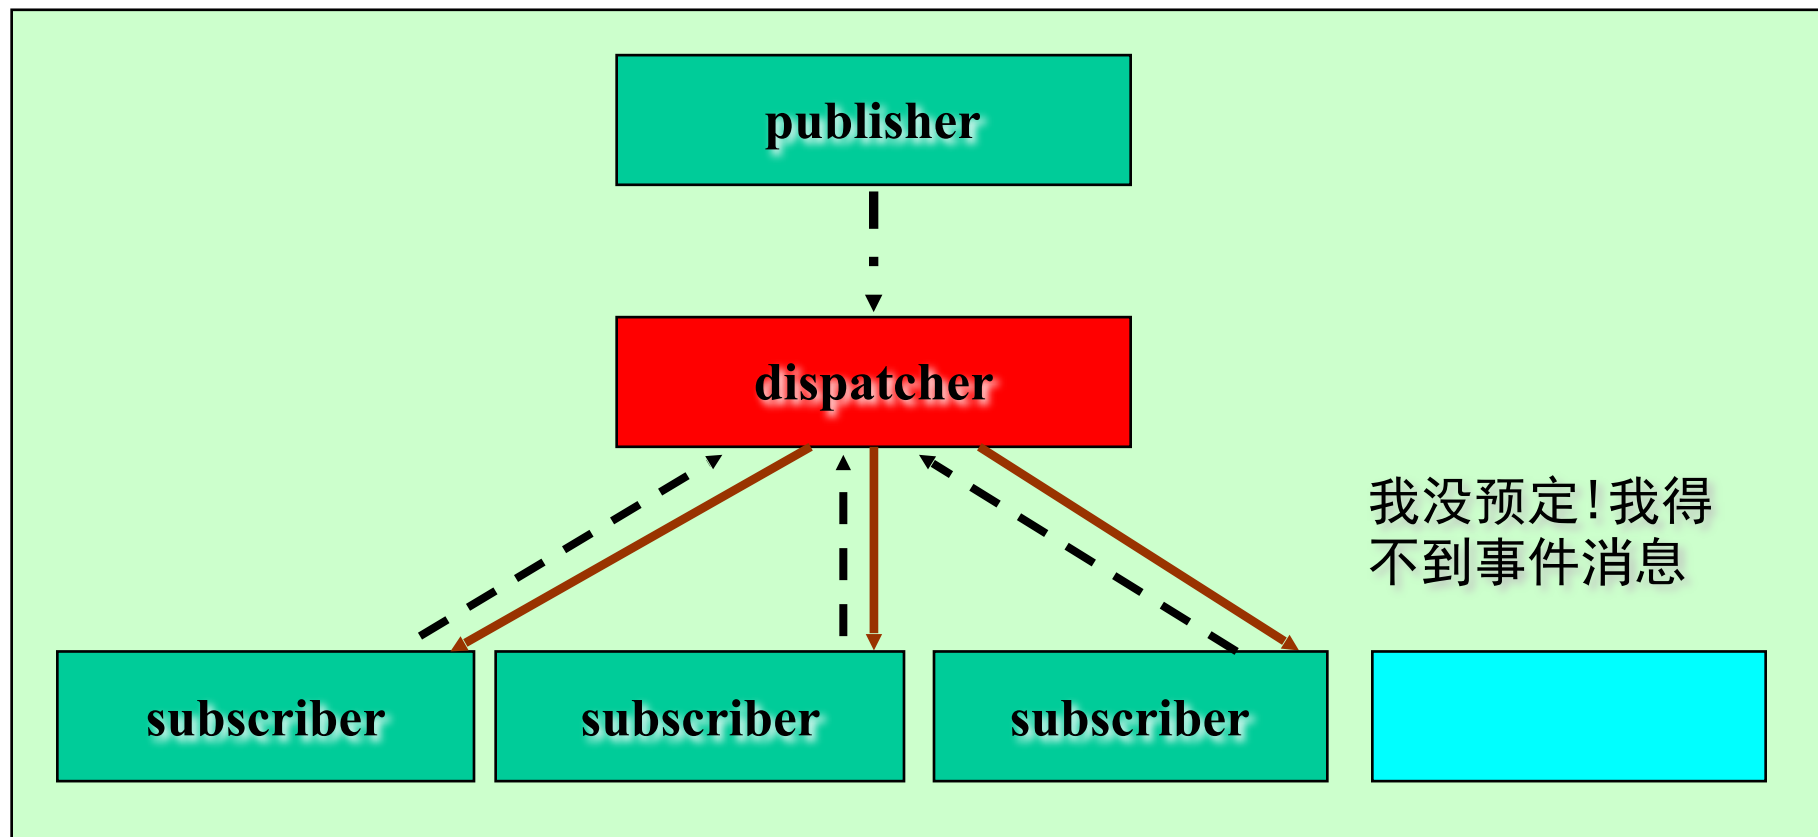 publisher
dispatcher
我没预定!我得
不到事件消息
subscriber
subscriber
subscriber